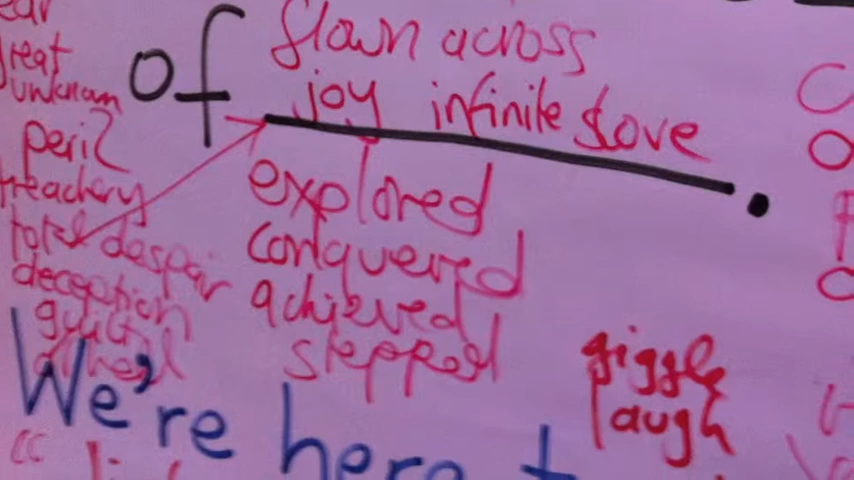 great
unknown
peril
treachery
total despair
deception
guilt
of
flown across
joy infinite love
explored
conquered
achieved
stepped
giggle
laugh
We're here